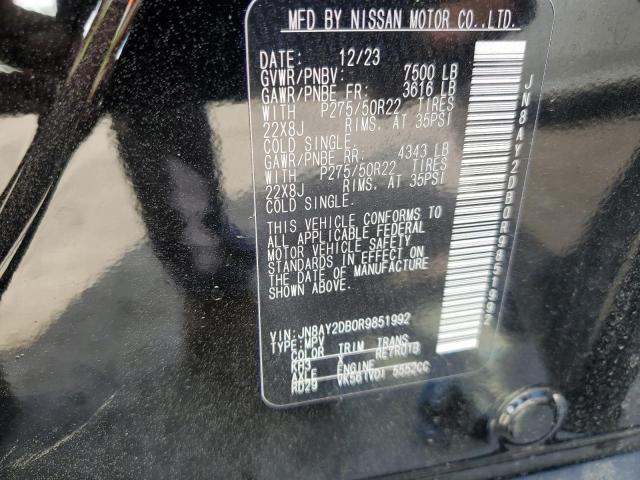 MFD BY NISSAN MOTOR CO.,LTD.
DATE: 12/23
GVWR/PNBV: 7500 LB
GAWR/PNBE FR: 3616 LB
WITH P275/50R22 TIRES
22X8J RIMS. AT 35PSI
COLD SINGLE.
GAWR/PNBE RR: 4343 LB
WITH P275/50R22 TIRES
22X8J RIMS. AT 35PSI
COLD SINGLE.
THIS VEHICLE CONFORMS TO
ALL APPLICABLE FEDERAL
MOTOR VEHICLE SAFETY
STANDARDS IN EFFECT ON
THE DATE OF MANUFACTURE
SHOWN ABOVE.
VIN: JN8AY2DB0R9851992
TYPE: MPV
COLOR TRIM TRANS
KH3 X RE7R01B
AXLE ENGINE
RD29 VK56(VD) 5552CC
JN8AY2DB0R9851992